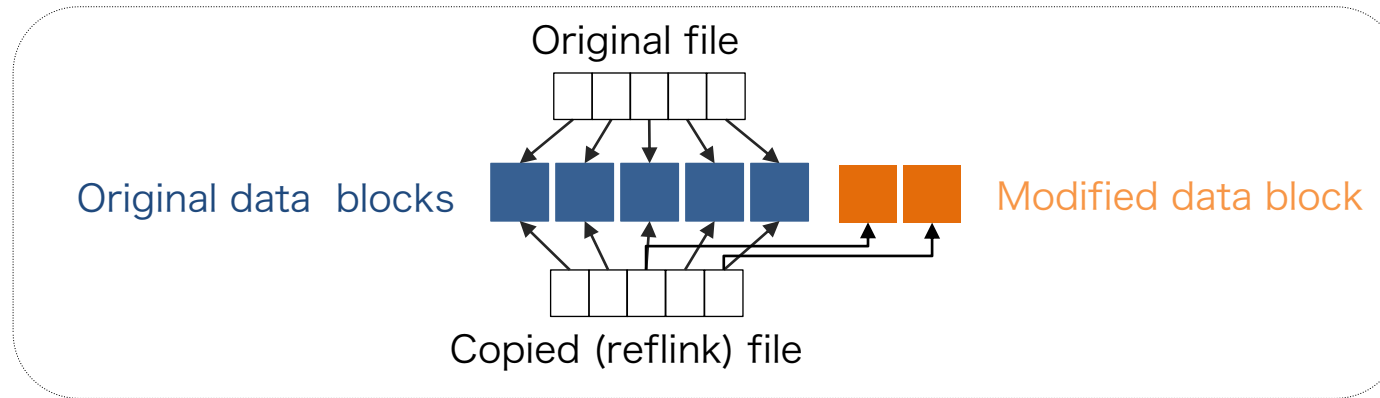 Original file
Original data blocks
Modified data block
Copied (reflink) file